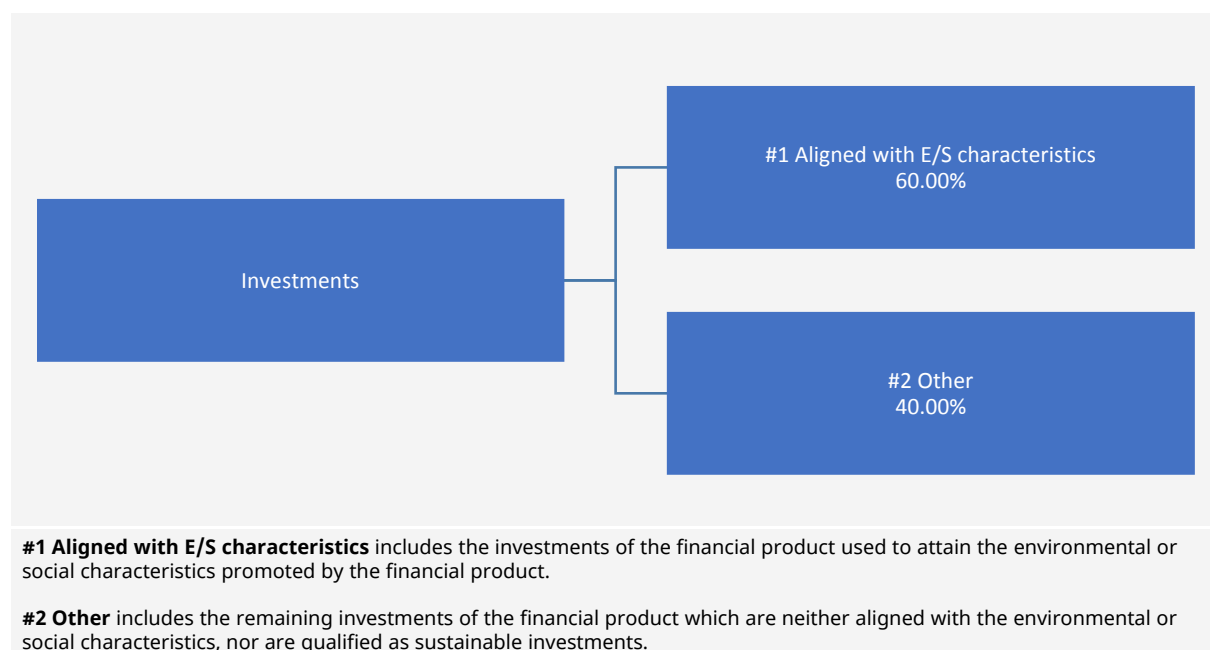 #1 Aligned with E/S characteristics
60.00%
Investments
#2 Other
40.00%
#1 Aligned with E/S characteristics includes the investments of the financial product used to attain the environmental or
social characteristics promoted by the financial product.
#2 Other includes the remaining investments of the financial product which are neither aligned with the environmental or
social characteristics, nor are qualified as sustainable investments.